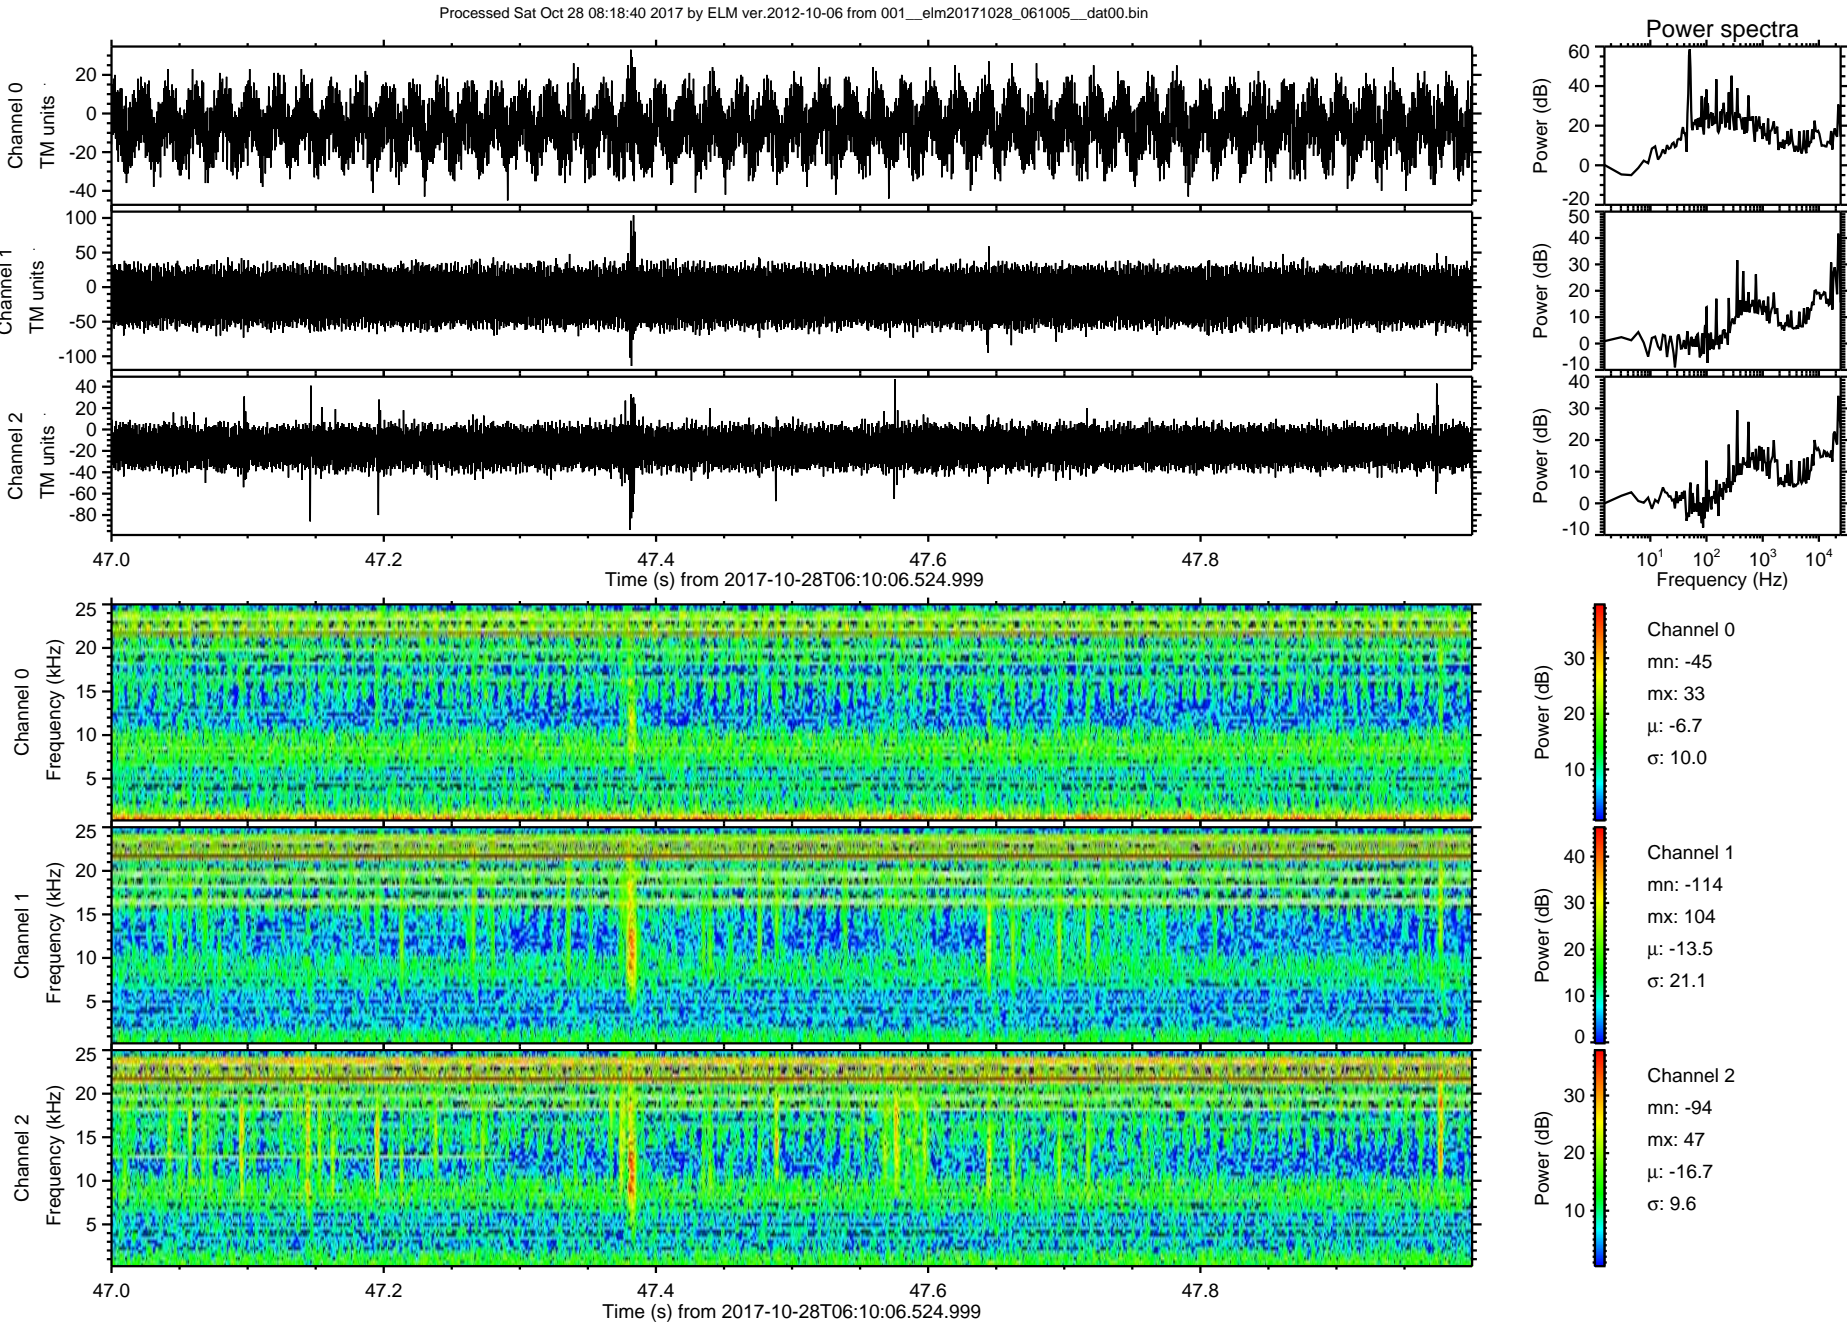 Processed Sat Oct 28 08:18:40 2017 by ELM ver.2012-10-06 from 001__elm20171028_061005__dat00.bin
Power spectra
Channel 0
TM units
20
0
-20
-40
Power (dB)
60
40
20
0
-20
Channel 1
TM units
100
50
0
-50
-100
Power (dB)
50
40
30
20
10
0
-10
Channel 2
TM units
40
20
0
-20
-40
-60
-80
Power (dB)
40
30
20
10
0
-10
47.0 47.2 47.4 47.6 47.8
Time (s) from 2017-10-28T06:10:06.524.999
10¹ 10² 10³ 10⁴
Frequency (Hz)
Channel 0
Frequency (kHz)
25
20
15
10
5
Power (dB)
30
20
10
Channel 0
mn: -45
mx: 33
μ: -6.7
σ: 10.0
Channel 1
Frequency (kHz)
25
20
15
10
5
Power (dB)
40
30
20
10
0
Channel 1
mn: -114
mx: 104
μ: -13.5
σ: 21.1
Channel 2
Frequency (kHz)
25
20
15
10
5
Power (dB)
30
20
10
Channel 2
mn: -94
mx: 47
μ: -16.7
σ: 9.6
47.0 47.2 47.4 47.6 47.8
Time (s) from 2017-10-28T06:10:06.524.999